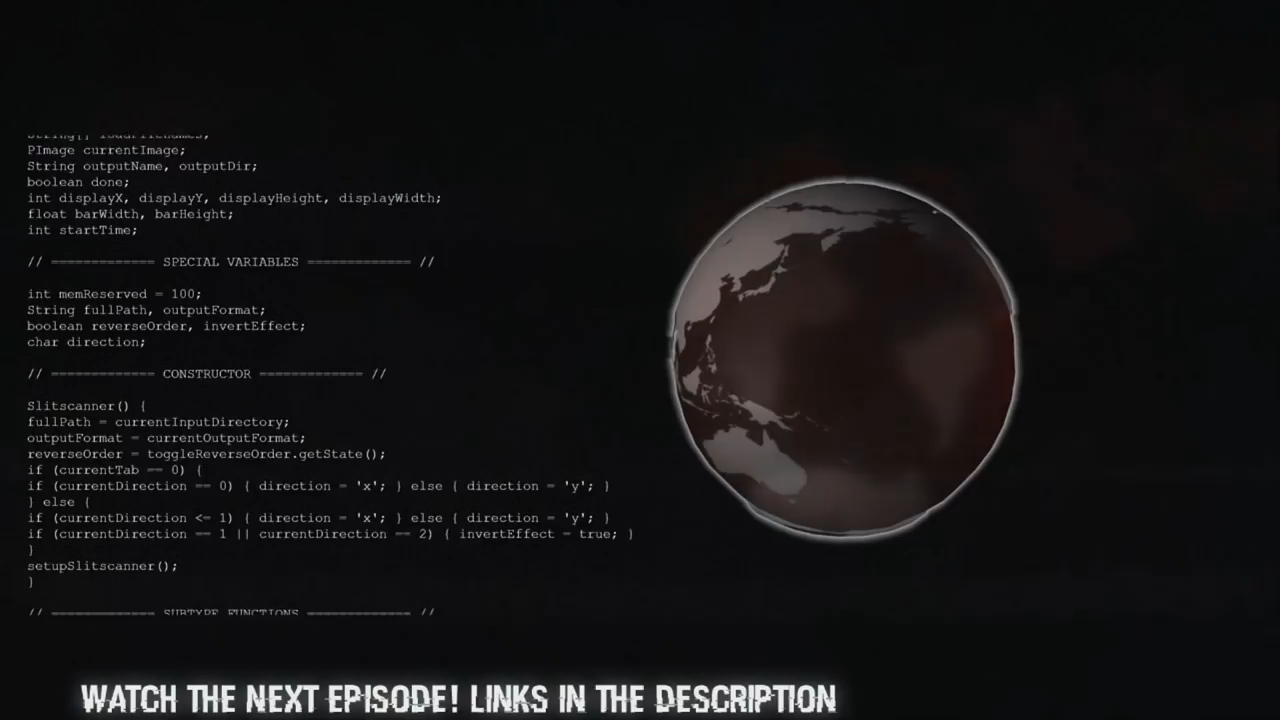 PImage currentImage;
String outputName, outputDir;
boolean done;
int displayX, displayY, displayHeight, displayWidth;
float barWidth, barHeight;
int startTime;
// ============= SPECIAL VARIABLES ============= //
int memReserved = 100;
String fullPath, outputFormat;
boolean reverseOrder, invertEffect;
char direction;
// ============= CONSTRUCTOR ============= //
Slitscanner() {
fullPath = currentInputDirectory;
outputFormat = currentOutputFormat;
reverseOrder = toggleReverseOrder.getState();
if (currentTab == 0) {
if (currentDirection == 0) { direction = 'x'; } else { direction = 'y'; }
} else {
if (currentDirection <= 1) { direction = 'x'; } else { direction = 'y'; }
if (currentDirection == 1 || currentDirection == 2) { invertEffect = true; }
}
setupSlitscanner();
}
// ============= SUBTYPE FUNCTIONS ============= //
WATCH THE NEXT EPISODE! LINKS IN THE DESCRIPTION